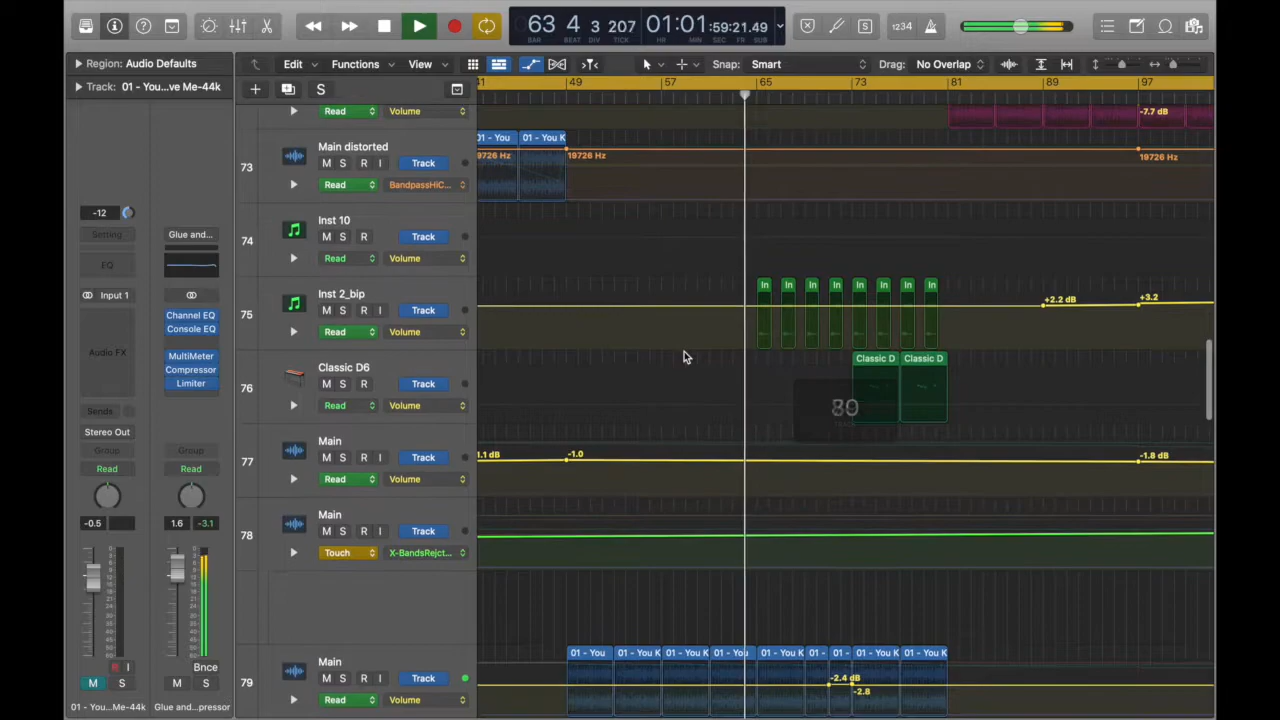 63 4 3 207 01:01:59:21.49
BAR BEAT DIV TICK HR MIN SEC FR SUB
1234
Region: Audio Defaults
Edit Functions View Snap: Smart Drag: No Overlap
Track: 01 - You...ve Me-44k
S
41 49 57 65 73 81 89 97
Read Volume
-7.7 dB
Main distorted
01 - You 01 - You K
73 M S R I Track
19726 Hz 19726 Hz 19726 Hz
Read BandpassHiC...
-12
Setting Glue and...
EQ
Input 1
Audio FX
Channel EQ
Console EQ
MultiMeter
Compressor
Limiter
Sends
Stereo Out
Group Group
Read Read
-0.5 1.6 -3.1
Inst 10
74 M S R Track
Read Volume
Inst 2_bip
In In In In In In In In
+2.2 dB +3.2
75 M S R Track
Read Volume
Classic D6
Classic D Classic D
76 M S R Track
Read Volume
Main
1.1 dB -1.0 -1.8 dB
77 M S R I Track
Read Volume
Main
78 M S R I Track
Touch X-BandsRejct...
Main
01 - You 01 - You K 01 - You K 01 - You 01 - You K 01 - 01 - 01 - You K 01 - You K
79 M S R I Track
-2.4 dB
-2.8
Read Volume
R I Bnce
M S M S
01 - You...Me-44k Glue and...pressor